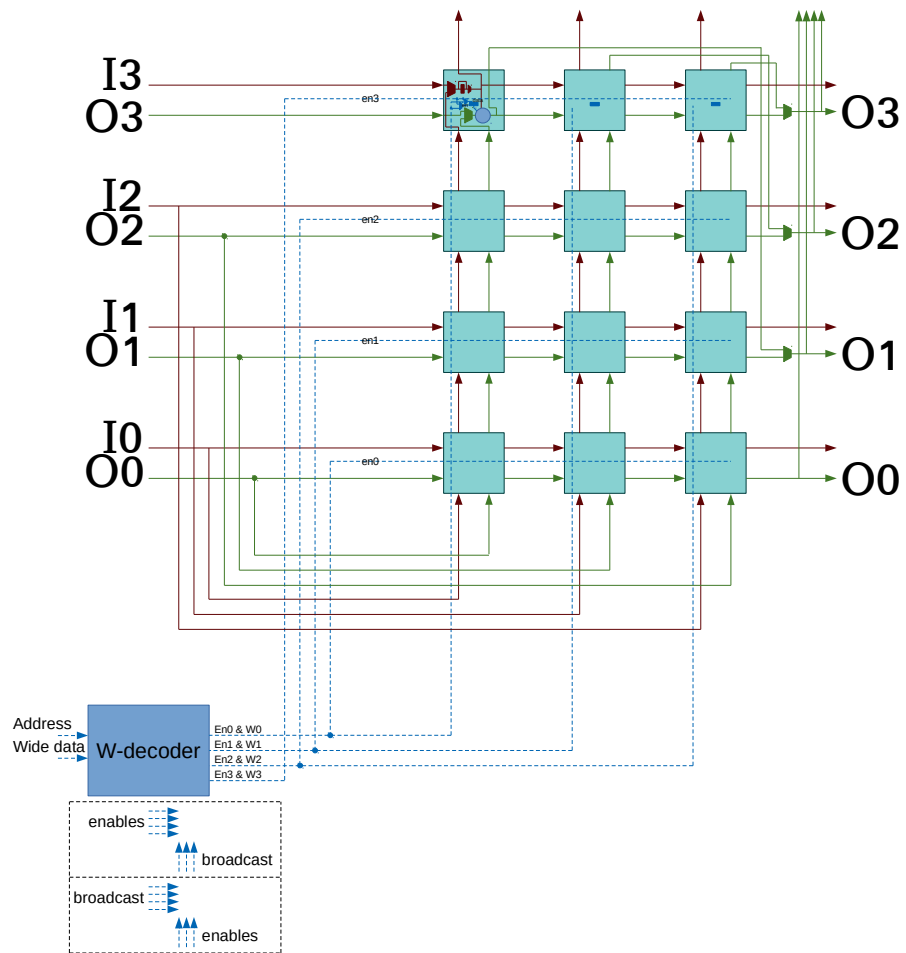 I3
en3
O3
O3
I2
en2
O2
O2
I1
en1
O1
O1
I0
en0
O0
O0
Address
Wide data
W-decoder
En0 & W0
En1 & W1
En2 & W2
En3 & W3
enables
broadcast
broadcast
enables